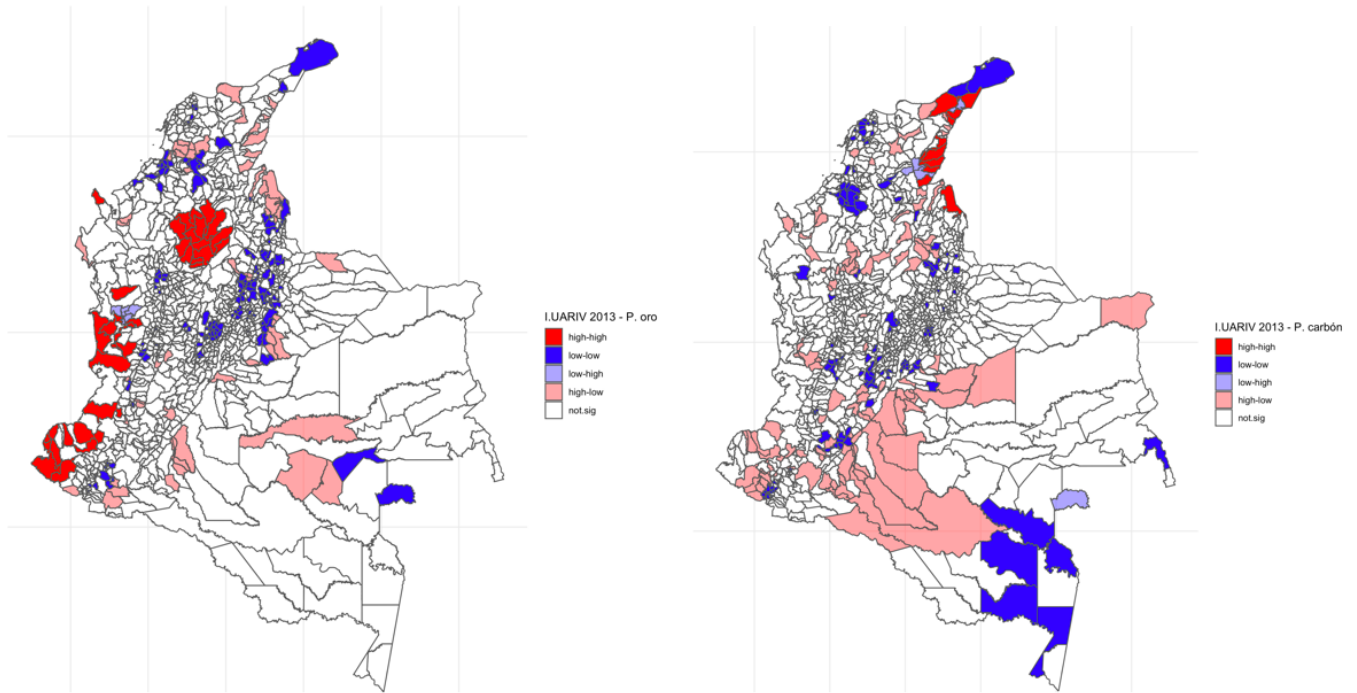 I.UARIV 2013 - P. oro
high-high
low-low
low-high
high-low
not.sig
I.UARIV 2013 - P. carbón
high-high
low-low
low-high
high-low
not.sig